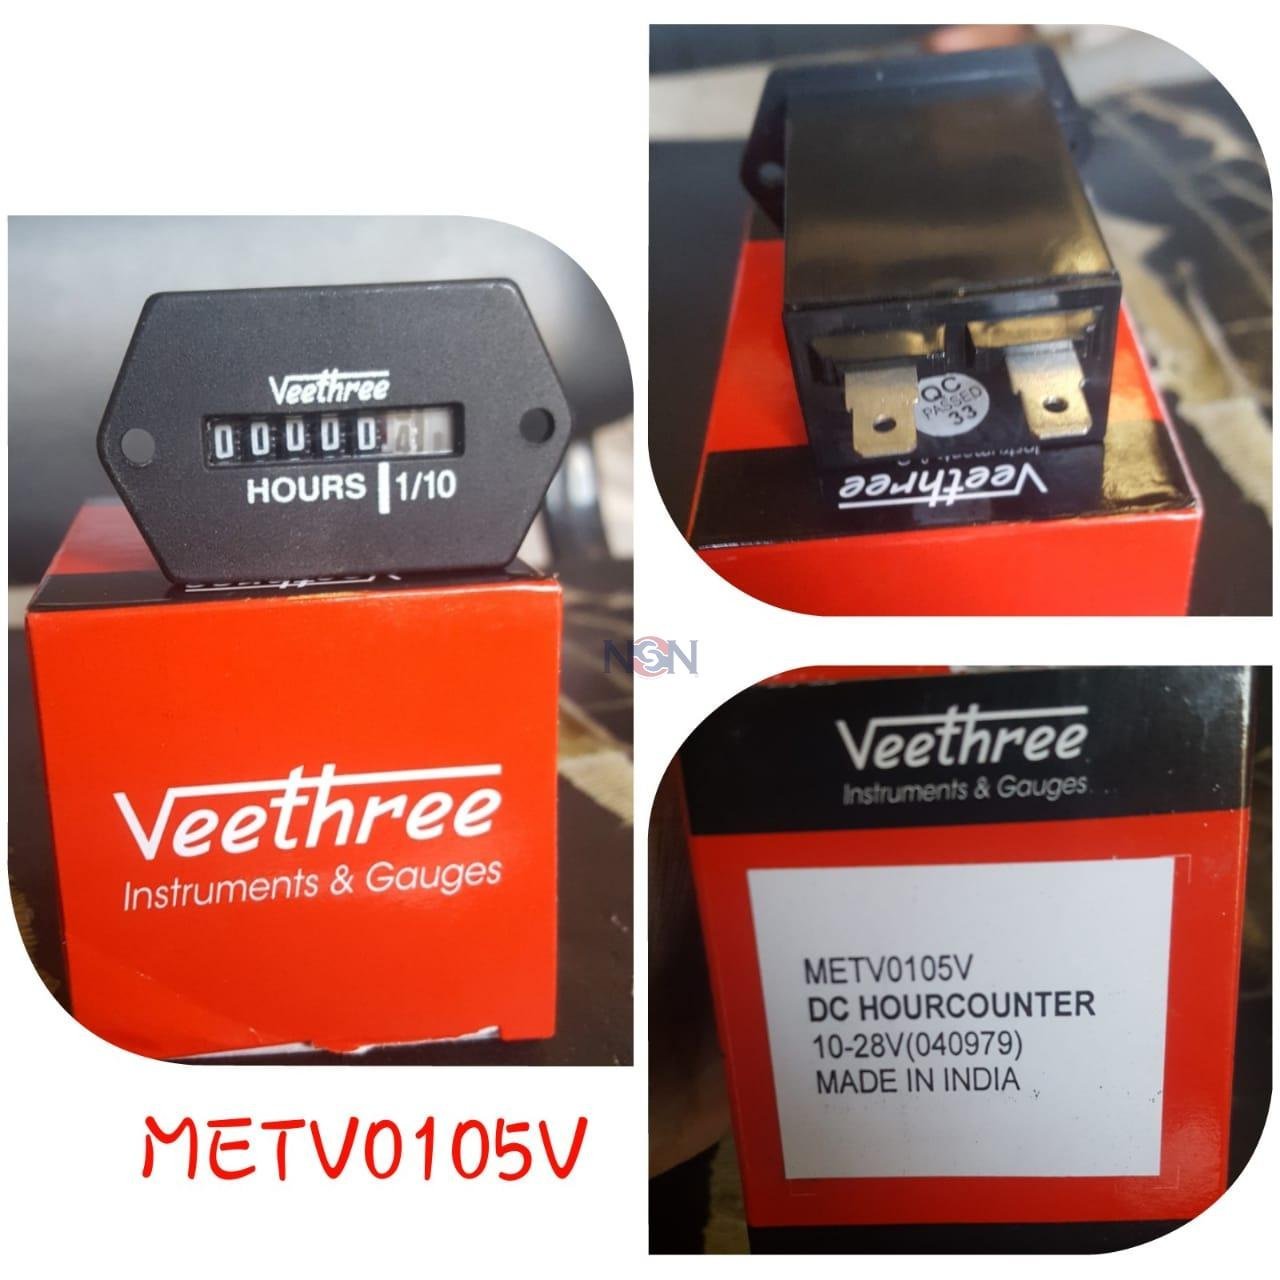 Veethree
00000
HOURS 1/10
Veethree
Instruments & Gauges
METV0105V
QC
PASSED
33
Veethree
NGN
Veethree
Instruments & Gauges
METV0105V
DC HOURCOUNTER
10-28V(040979)
MADE IN INDIA